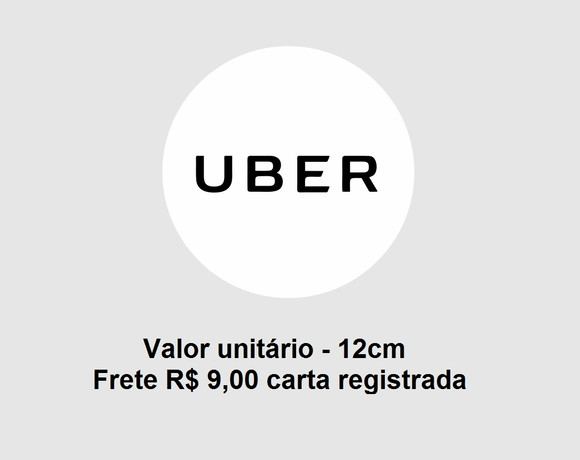 UBER
Valor unitário - 12cm
Frete R$ 9,00 carta registrada